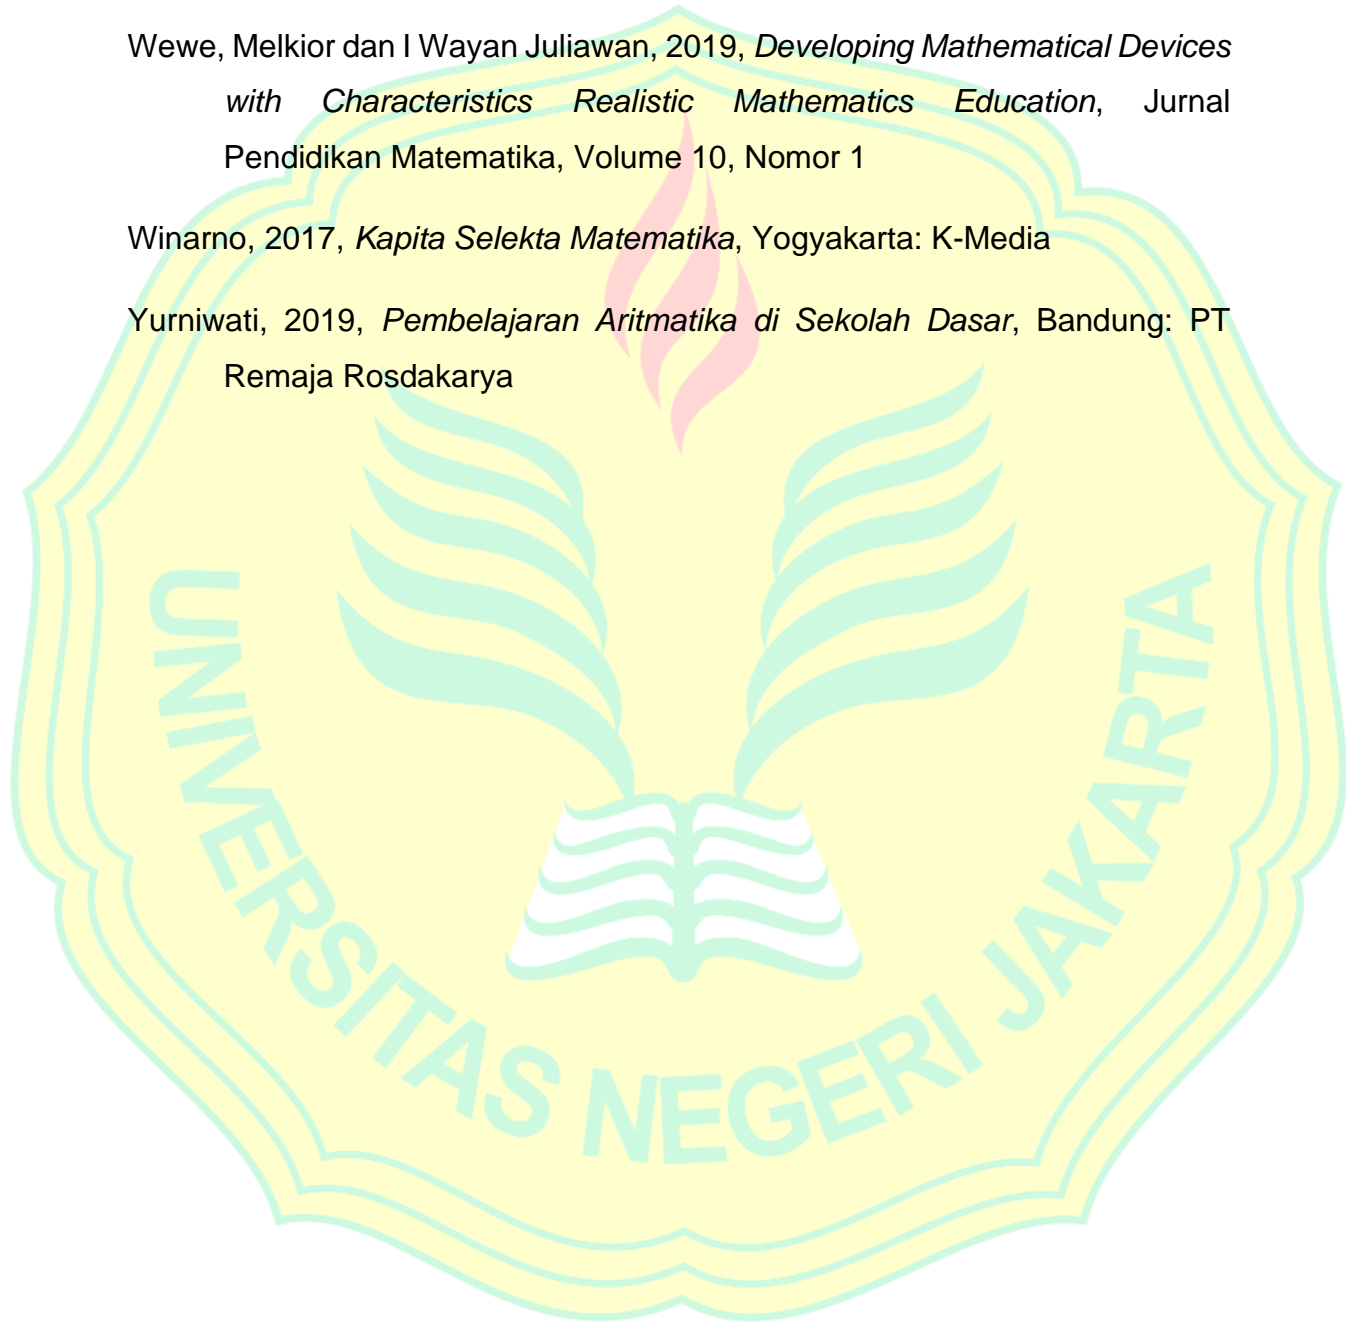 Wewe, Melkior dan I Wayan Juliawan, 2019, Developing Mathematical Devices
with Characteristics Realistic Mathematics Education, Jurnal
Pendidikan Matematika, Volume 10, Nomor 1
Winarno, 2017, Kapita Selekta Matematika, Yogyakarta: K-Media
Yurniwati, 2019, Pembelajaran Aritmatika di Sekolah Dasar, Bandung: PT
Remaja Rosdakarya
UNIVERSITAS NEGERI JAKARTA